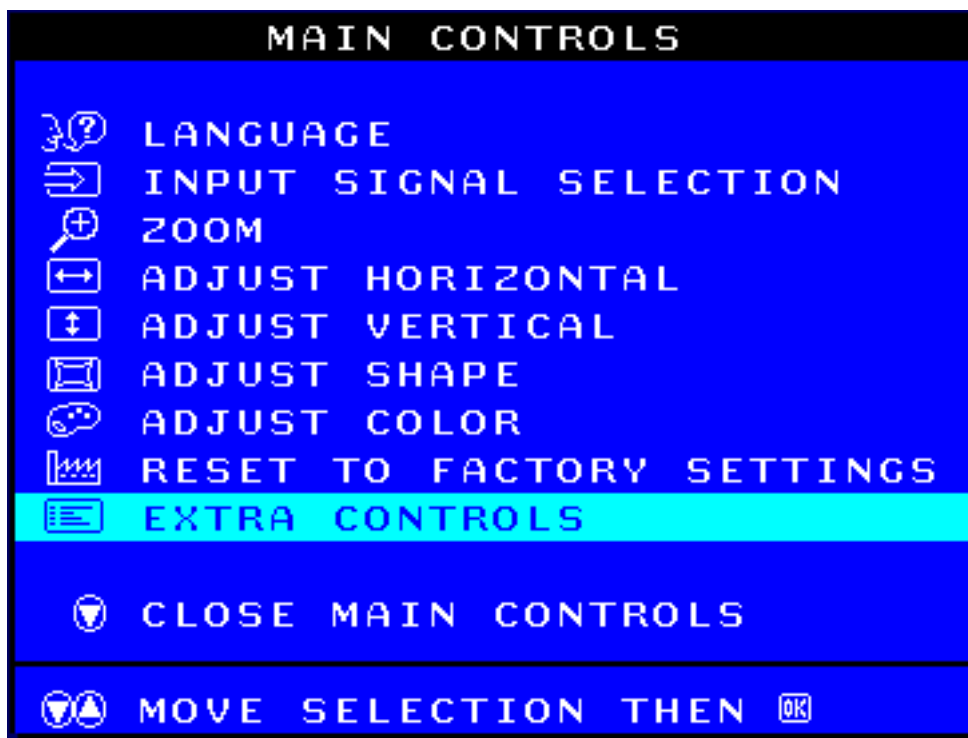 MAIN CONTROLS
LANGUAGE
INPUT SIGNAL SELECTION
ZOOM
ADJUST HORIZONTAL
ADJUST VERTICAL
ADJUST SHAPE
ADJUST COLOR
RESET TO FACTORY SETTINGS
EXTRA CONTROLS
CLOSE MAIN CONTROLS
MOVE SELECTION THEN OK